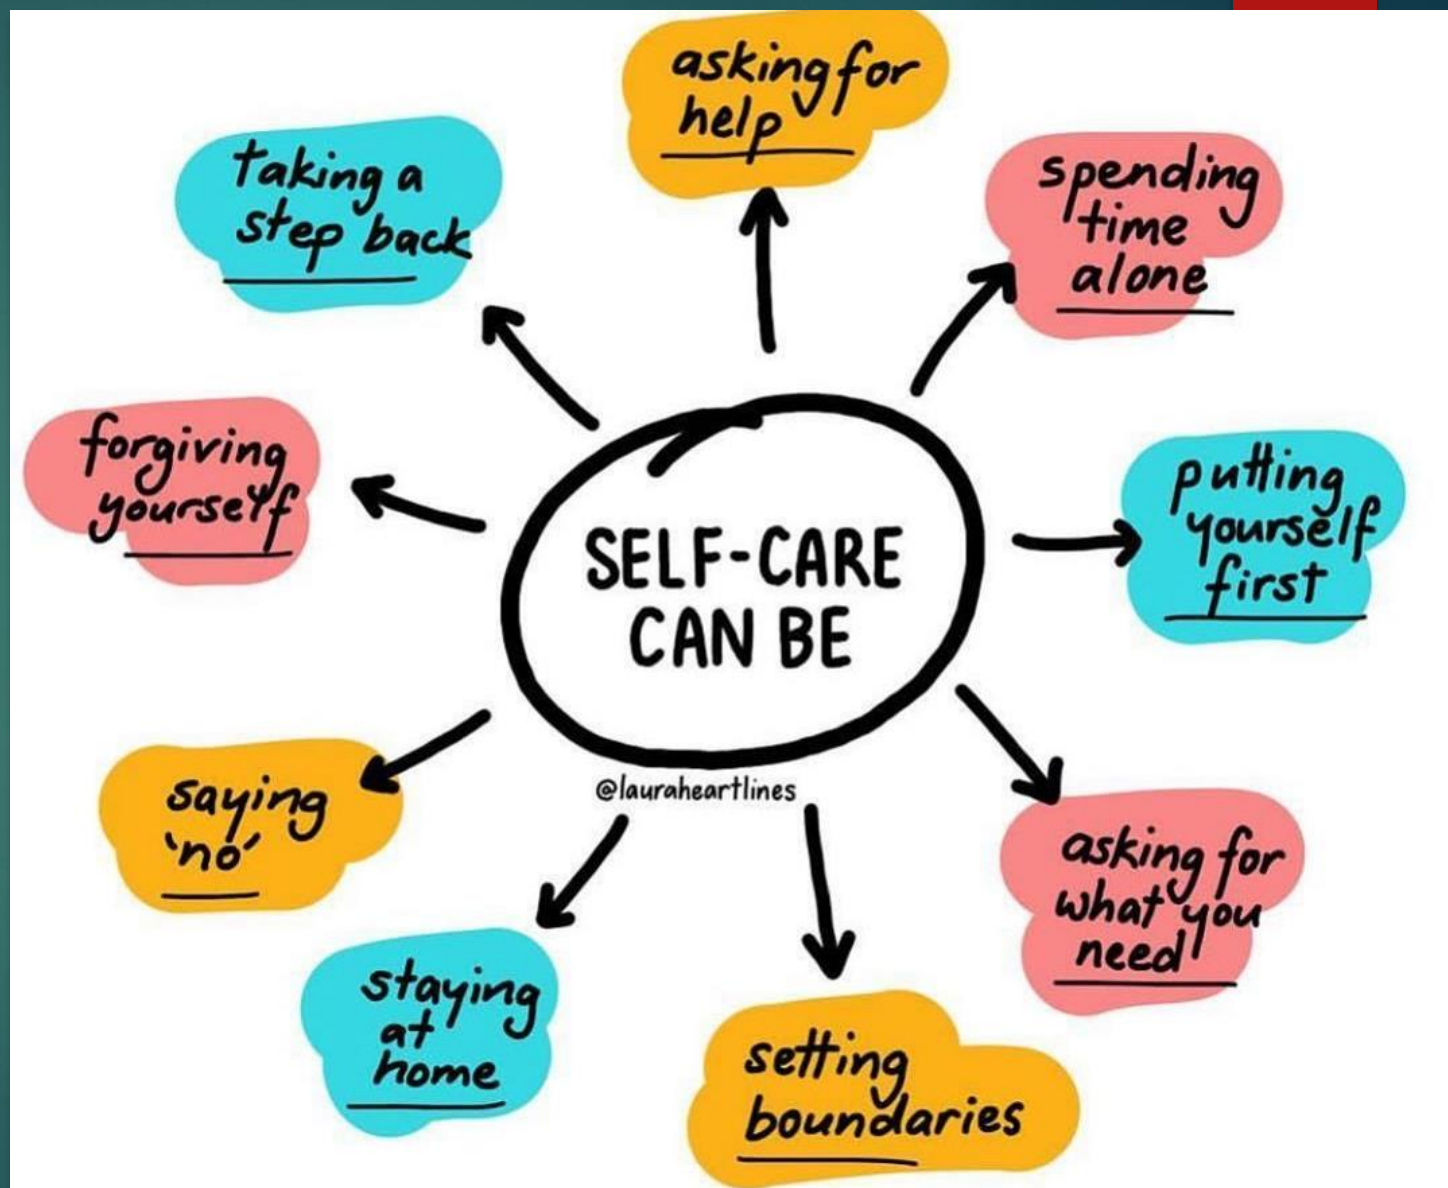 asking for
help
spending
time
alone
putting
yourself
first
asking for
what you
need
setting
boundaries
staying
at
home
saying
'no'
forgiving
yourself
taking a
step back
SELF-CARE
CAN BE
@lauraheartlines